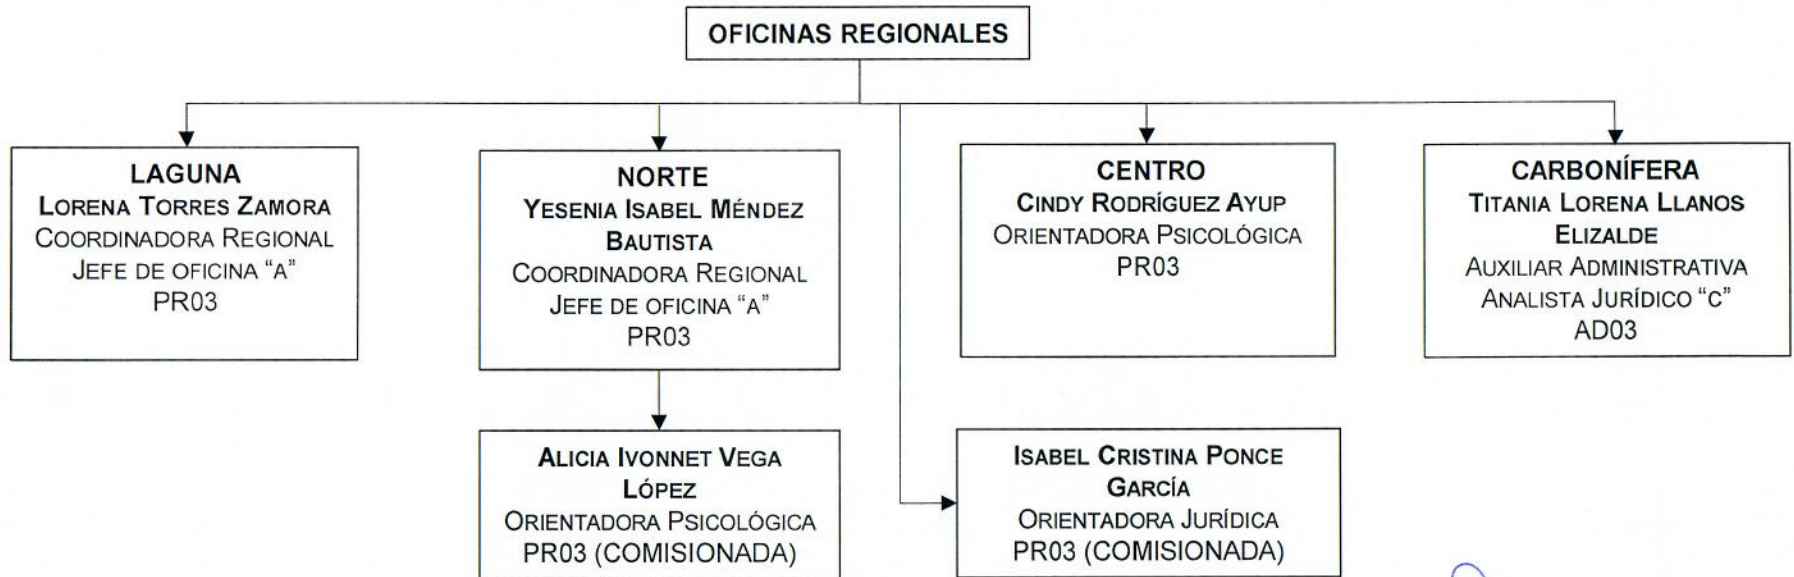 OFICINAS REGIONALES
LAGUNA
LORENA TORRES ZAMORA
COORDINADORA REGIONAL
JEFE DE OFICINA “A”
PR03
NORTE
YESENIA ISABEL MÉNDEZ
BAUTISTA
COORDINADORA REGIONAL
JEFE DE OFICINA “A”
PR03
CENTRO
CINDY RODRÍGUEZ AYUP
ORIENTADORA PSICOLÓGICA
PR03
CARBONÍFERA
TITANIA LORENA LLANOS
ELIZALDE
AUXILIAR ADMINISTRATIVA
ANALISTA JURÍDICO “C”
AD03
ALICIA IVONNET VEGA
LÓPEZ
ORIENTADORA PSICOLÓGICA
PR03 (COMISIONADA)
ISABEL CRISTINA PONCE
GARCÍA
ORIENTADORA JURÍDICA
PR03 (COMISIONADA)